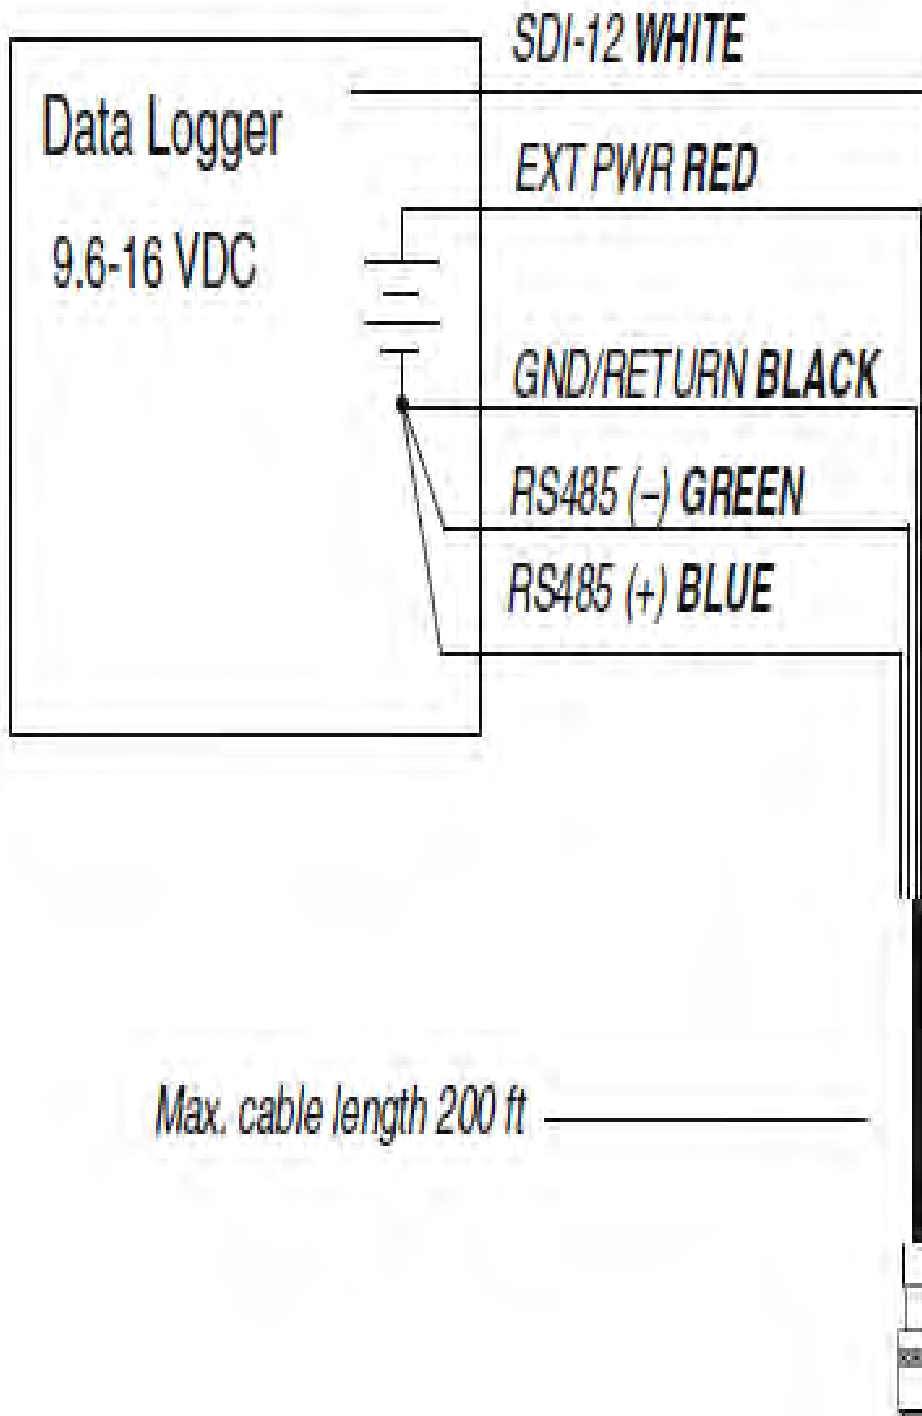 SDI-12 WHITE
Data Logger
EXT PWR RED
9.6-16 VDC
GND/RETURN BLACK
RS485 (–) GREEN
RS485 (+) BLUE
Max. cable length 200 ft